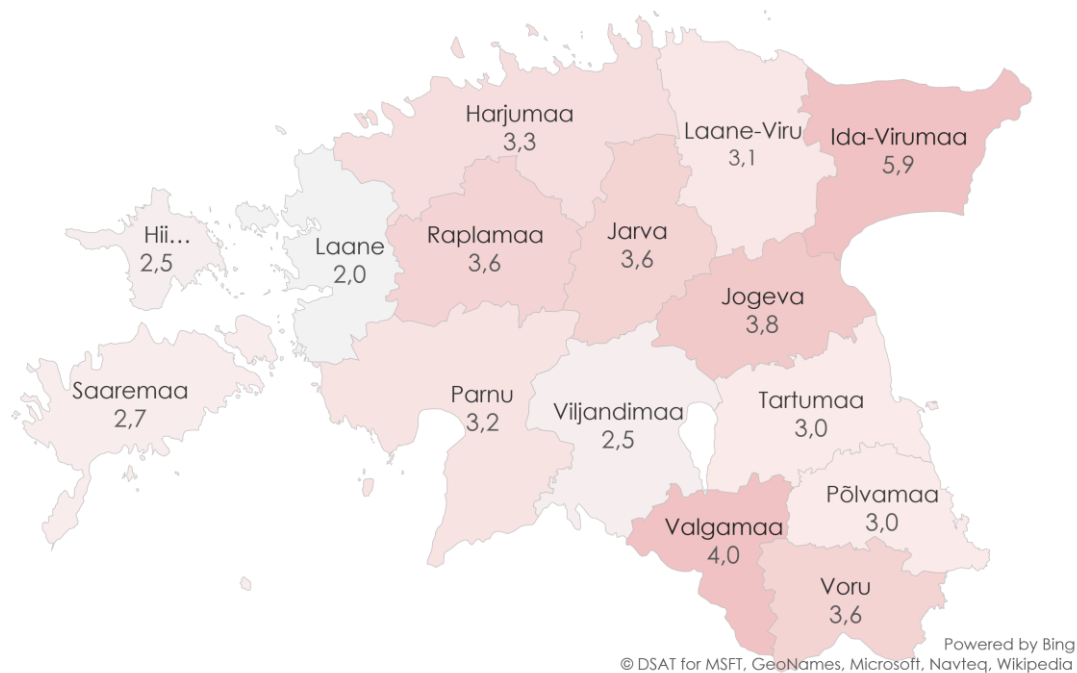 Harjumaa
3,3
Laane-Viru
3,1
Ida-Virumaa
5,9
Hii...
2,5
Laane
2,0
Raplamaa
3,6
Jarva
3,6
Jogeva
3,8
Saaremaa
2,7
Parnu
3,2
Viljandimaa
2,5
Tartumaa
3,0
Põlvamaa
3,0
Valgamaa
4,0
Voru
3,6
Powered by Bing
© DSAT for MSFT, GeoNames, Microsoft, Navteq, Wikipedia